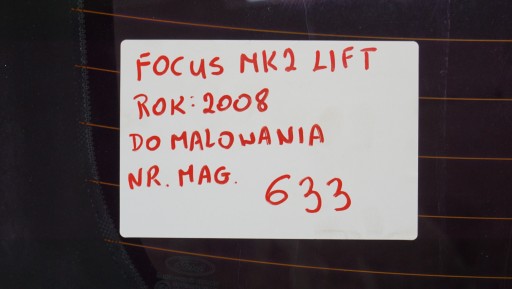 FOCUS MK2 LIFT
ROK: 2008
DO MALOWANIA
NR. MAG. 633